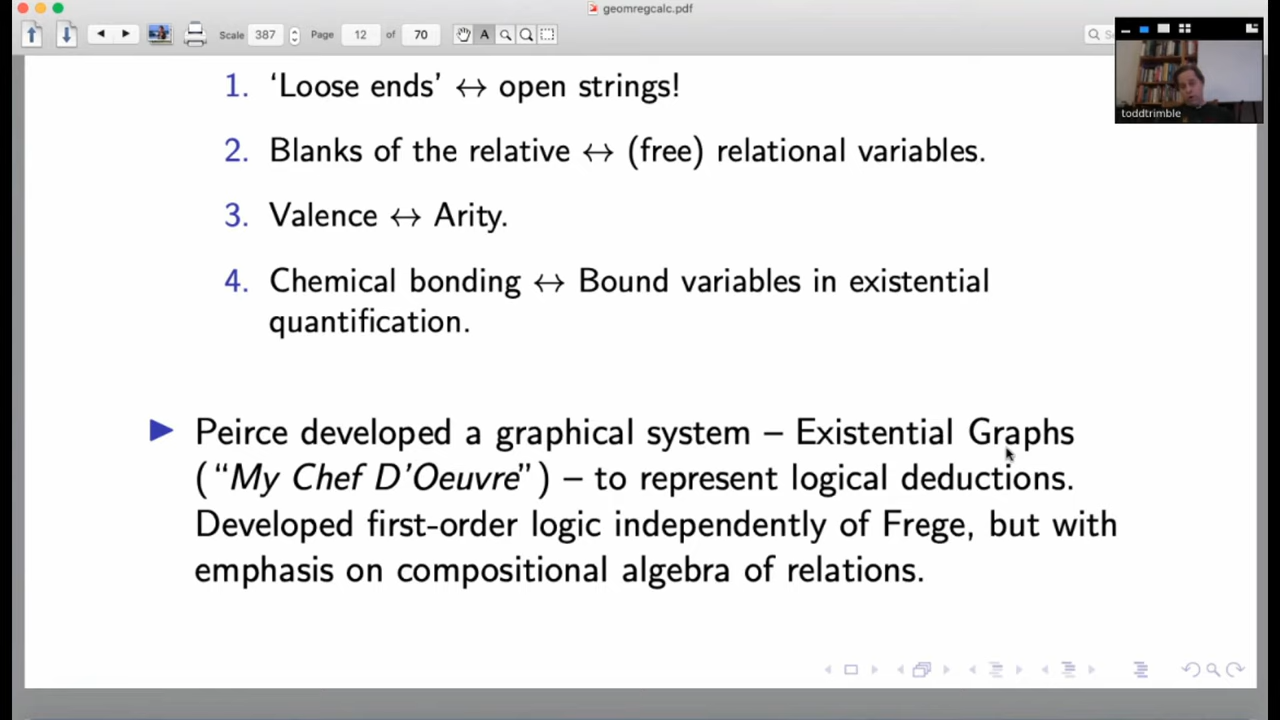 geomregcalc.pdf
Scale 387 Page 12 of 70
toddtrimble
1. ‘Loose ends’ ↔ open strings!
2. Blanks of the relative ↔ (free) relational variables.
3. Valence ↔ Arity.
4. Chemical bonding ↔ Bound variables in existential
quantification.
Peirce developed a graphical system – Existential Graphs
(“My Chef D’Oeuvre”) – to represent logical deductions.
Developed first-order logic independently of Frege, but with
emphasis on compositional algebra of relations.